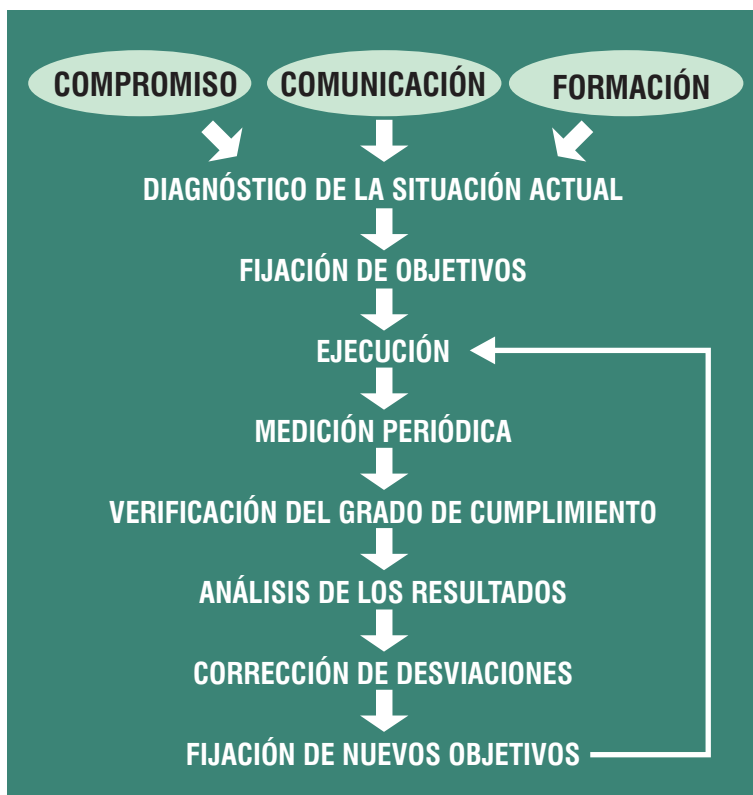 COMPROMISO
COMUNICACIÓN
FORMACIÓN
DIAGNÓSTICO DE LA SITUACIÓN ACTUAL
FIJACIÓN DE OBJETIVOS
EJECUCIÓN
MEDICIÓN PERIÓDICA
VERIFICACIÓN DEL GRADO DE CUMPLIMIENTO
ANÁLISIS DE LOS RESULTADOS
CORRECCIÓN DE DESVIACIONES
FIJACIÓN DE NUEVOS OBJETIVOS